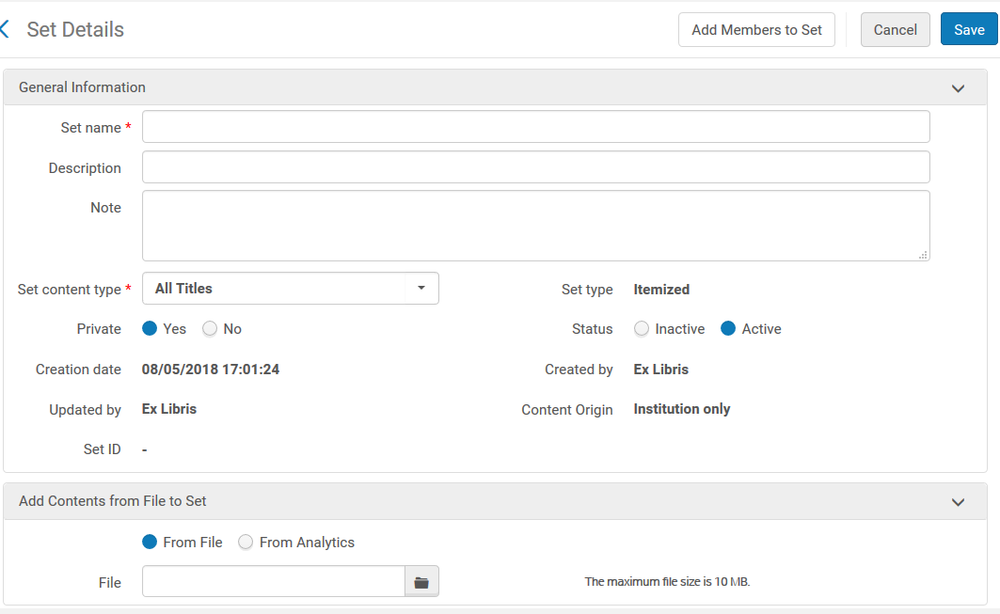 Set Details Add Members to Set Cancel Save
General Information
Set name *
Description
Note
Set content type * All Titles Set type Itemized
Private Yes No Status Inactive Active
Creation date 08/05/2018 17:01:24 Created by Ex Libris
Updated by Ex Libris Content Origin Institution only
Set ID -
Add Contents from File to Set
From File From Analytics
File The maximum file size is 10 MB.